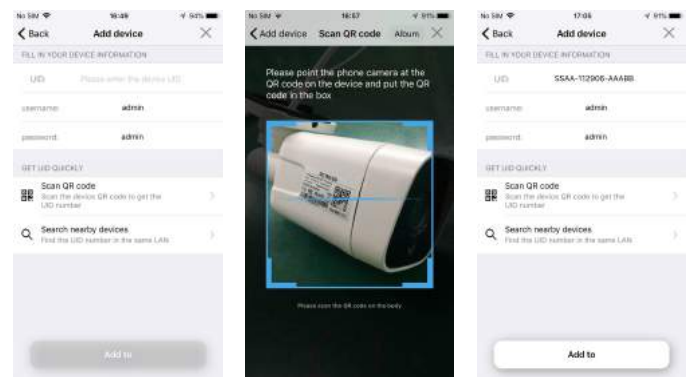 No SIM 16:49 94%
Back Add device
FILL IN YOUR DEVICE INFORMATION
UID: Please enter the device UID
username: admin
password: admin
GET UID QUICKLY
Scan QR code
Scan the device QR code to get the
UID number
Search nearby devices
Find the UID number in the same LAN
Add to
No SIM 16:57 91%
Add device Scan QR code Album
Please point the phone camera at the
QR code on the device and put the QR
code in the box
Please scan the QR code on the body
No SIM 17:05 91%
Back Add device
FILL IN YOUR DEVICE INFORMATION
UID: SSAA-112906-AAABB
username: admin
password: admin
GET UID QUICKLY
Scan QR code
Scan the device QR code to get the
UID number
Search nearby devices
Find the UID number in the same LAN
Add to